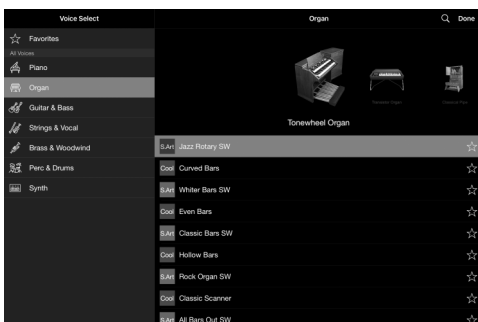 Voice Select
Favorites
All Voices
Piano
Organ
Guitar & Bass
Strings & Vocal
Brass & Woodwind
Perc & Drums
Synth
Organ
Done
Tonewheel Organ
S.Art Jazz Rotary SW
Cool Curved Bars
S.Art Whiter Bars SW
Cool Even Bars
S.Art Classic Bars SW
Cool Hollow Bars
S.Art Rock Organ SW
Cool Classic Scanner
S.Art All Bars Out SW